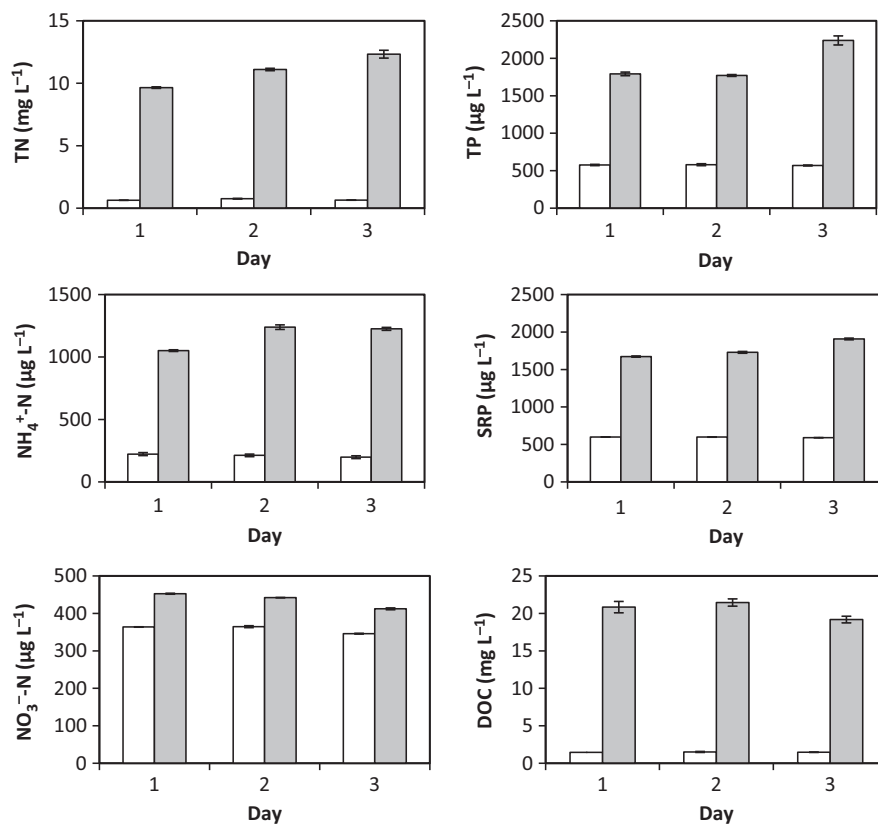 15
10
5
0
TN (mg L⁻¹)
1 2 3
Day
2500
2000
1500
1000
500
0
TP (µg L⁻¹)
1 2 3
Day
1500
1000
500
0
NH₄⁺-N (µg L⁻¹)
1 2 3
Day
2500
2000
1500
1000
500
0
SRP (µg L⁻¹)
1 2 3
Day
500
400
300
200
100
0
NO₃⁻-N (µg L⁻¹)
1 2 3
Day
25
20
15
10
5
0
DOC (mg L⁻¹)
1 2 3
Day